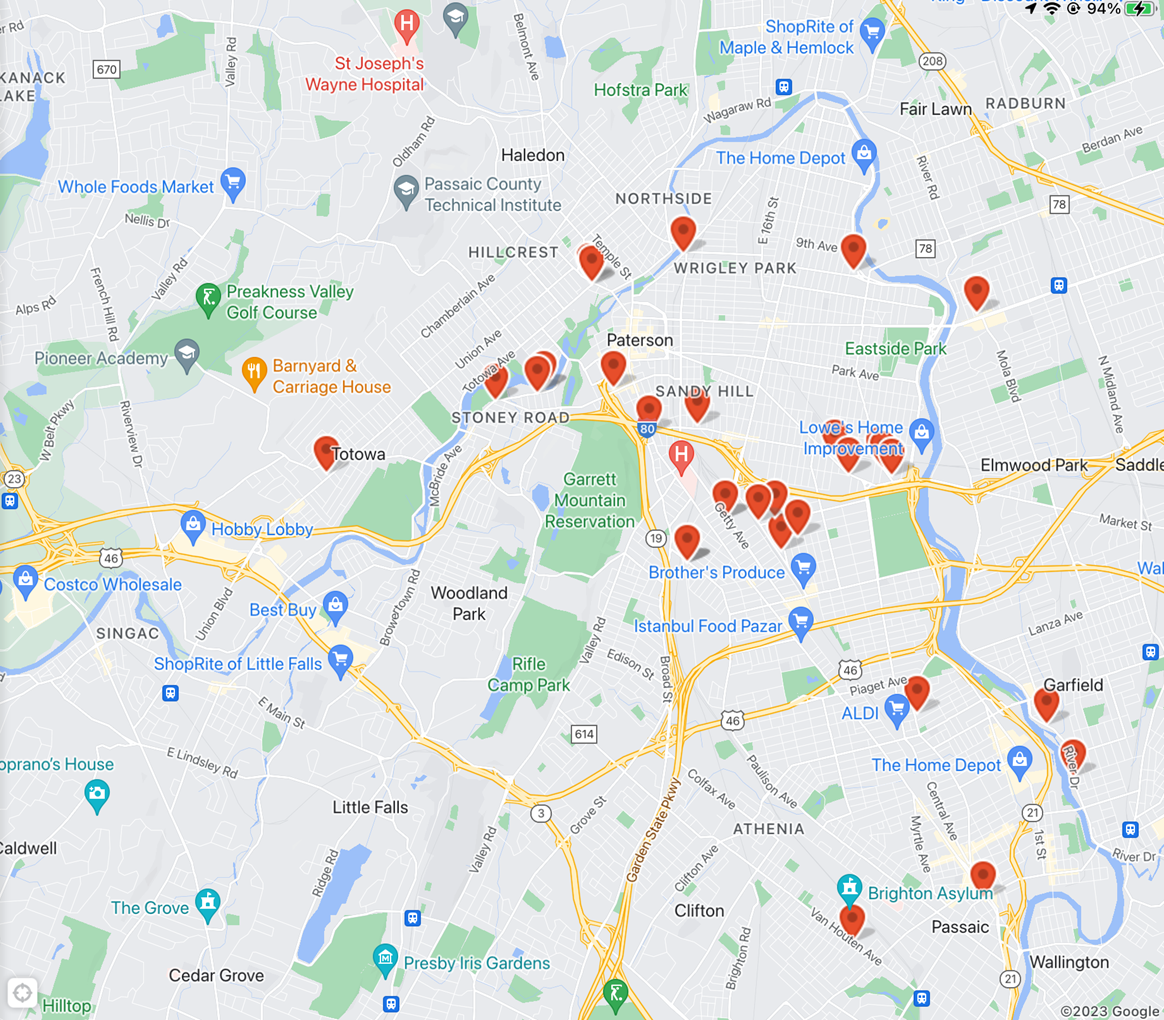 94%
ShopRite of
Maple & Hemlock
208
670
Valley Rd
Belmont Ave
St Joseph's
Wayne Hospital
Hofstra Park
Fair Lawn
RADBURN
Wagaraw Rd
Berdan Ave
Oldham Rd
Haledon
The Home Depot
River Rd
Whole Foods Market
Passaic County
Technical Institute
NORTHSIDE
78
Nellis Dr
E 16th St
HILLCREST
Temple St
9th Ave
78
WRIGLEY PARK
Valley Rd
French Hill Rd
Preakness Valley
Golf Course
Alps Rd
Chamberlain Ave
Union Ave
Paterson
Eastside Park
Pioneer Academy
Barnyard &
Carriage House
Totowa Ave
Park Ave
Mola Blvd
N Midland Ave
SANDY HILL
STONEY ROAD
W Belt Pkwy
Riverview Dr
80
Lowe's Home
Improvement
Totowa
McBride Ave
Elmwood Park
Saddle
23
Garrett
Mountain
Reservation
Getty Ave
Market St
Hobby Lobby
19
46
Brother's Produce
Costco Wholesale
Woodland
Park
Best Buy
Union Blvd
Browertown Rd
Istanbul Food Pazar
Lanza Ave
SINGAC
Valley Rd
ShopRite of Little Falls
Rifle
Camp Park
Edison St
Broad St
46
Piaget Ave
Garfield
E Main St
ALDI
46
614
E Lindsley Rd
The Home Depot
River Dr
Colfax Ave
Paulison Ave
Little Falls
3
Grove St
Garden State Pkwy
ATHENIA
Central Ave
Myrtle Ave
21
1st St
River Dr
Valley Rd
Ridge Rd
Clifton Ave
The Grove
Brighton Asylum
Clifton
Van Houten Ave
Passaic
Brighton Rd
Presby Iris Gardens
Wallington
Cedar Grove
21
Hilltop
©2023 Google